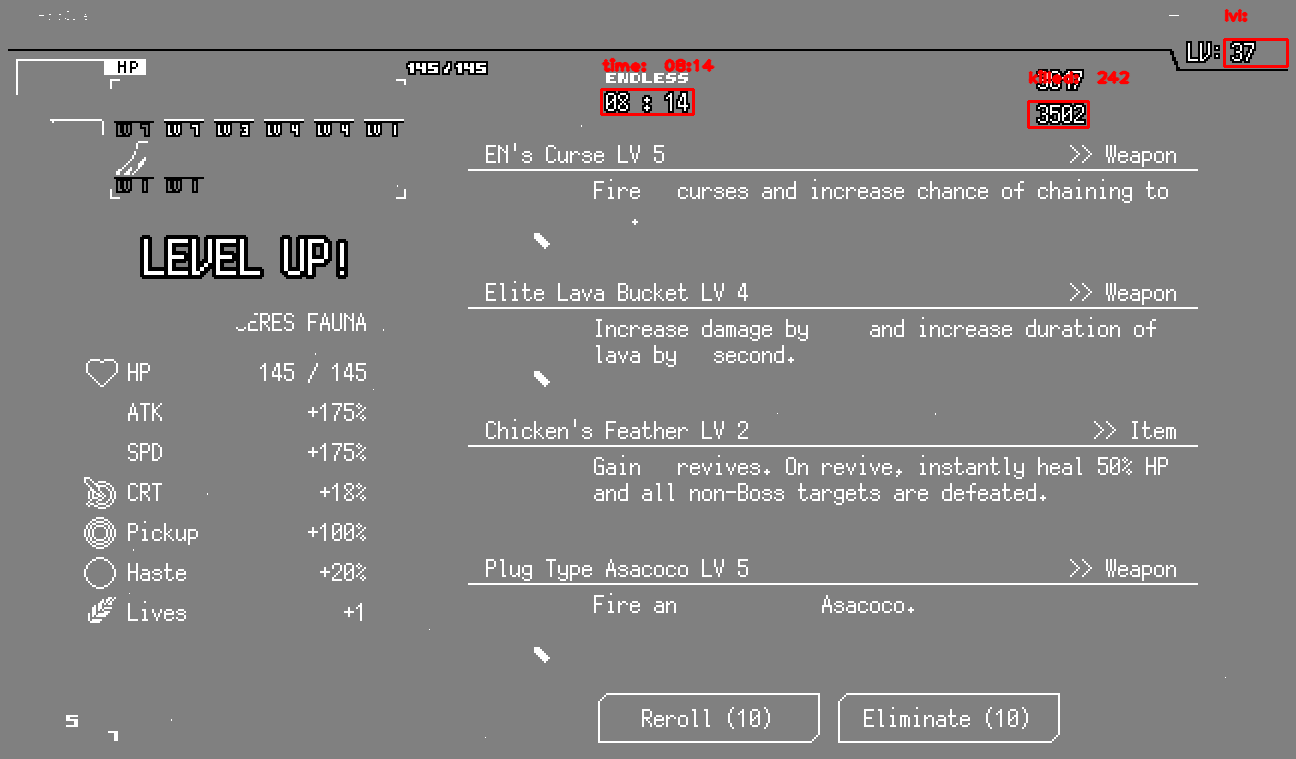 lvl:
LV: 37
HP
145/145
time: 08:14
ENDLESS
08 : 14
killed: 242
3502
LV 7 LV 7 LV 3 LV 4 LV 4 LV 1
LV 1 LV 1
LEVEL UP!
CERES FAUNA
HP 145 / 145
ATK +175%
SPD +175%
CRT +18%
Pickup +100%
Haste +20%
Lives +1
EN's Curse LV 5 >> Weapon
Fire curses and increase chance of chaining to
Elite Lava Bucket LV 4 >> Weapon
Increase damage by and increase duration of
lava by second.
Chicken's Feather LV 2 >> Item
Gain revives. On revive, instantly heal 50% HP
and all non-Boss targets are defeated.
Plug Type Asacoco LV 5 >> Weapon
Fire an Asacoco.
Reroll (10)
Eliminate (10)
5